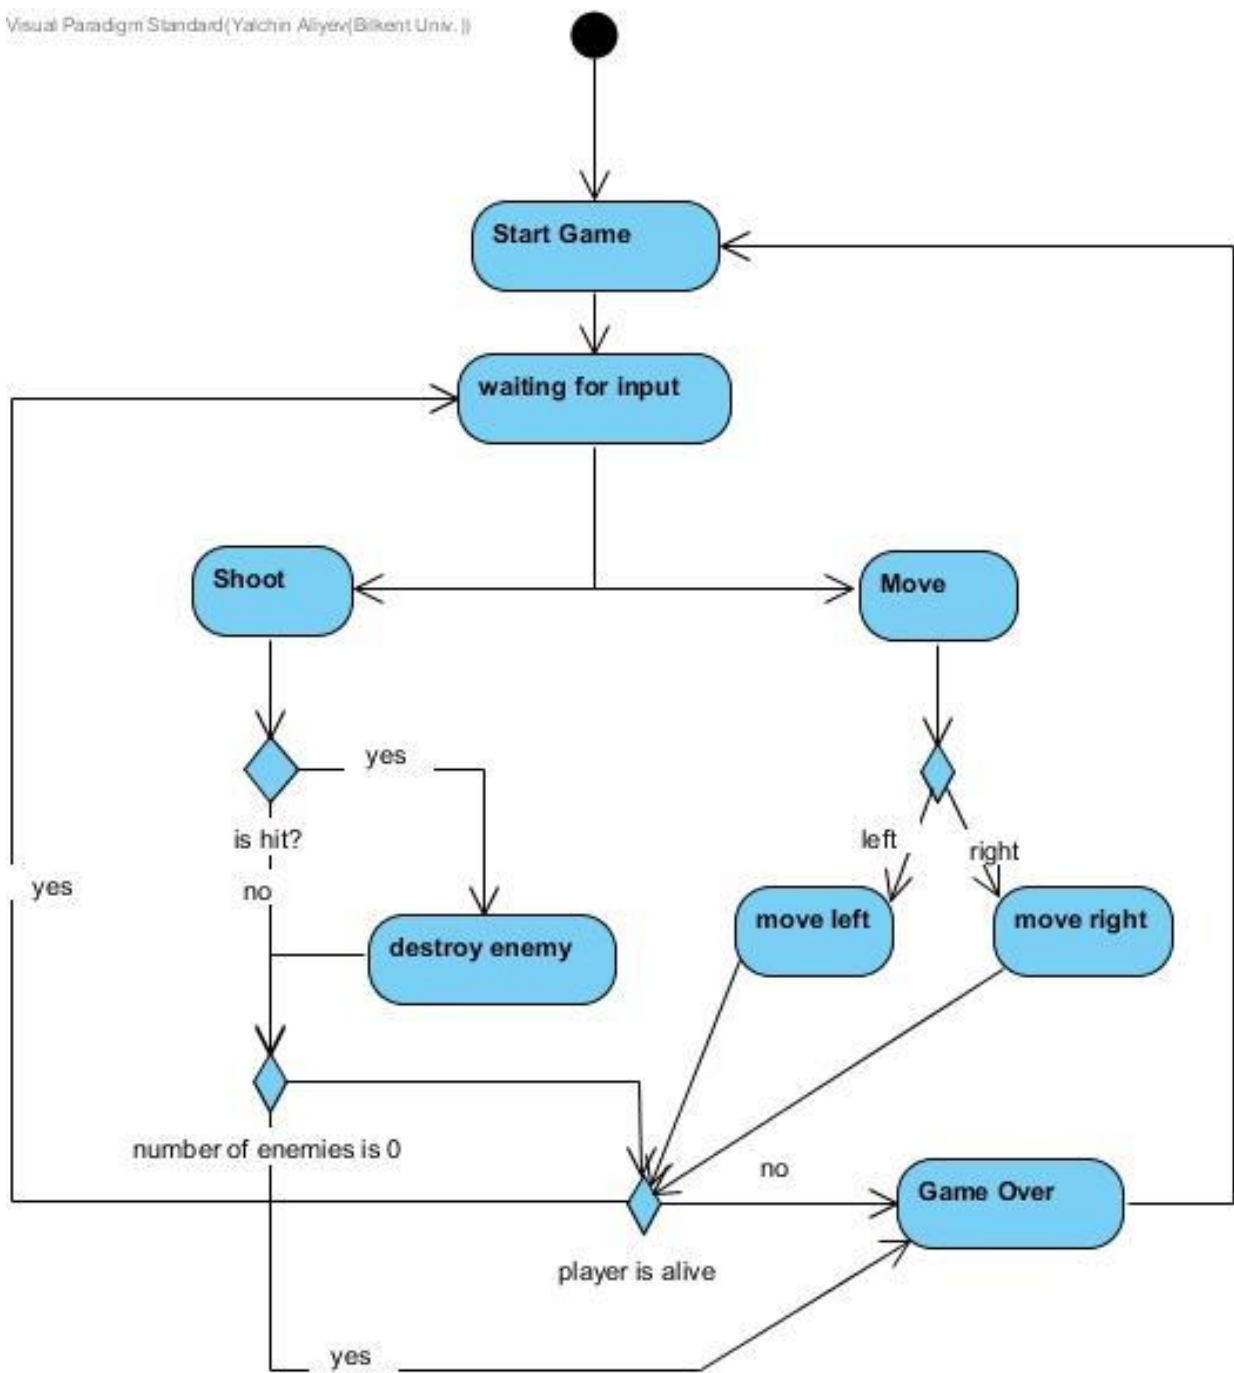 Visual Paradigm Standard(Yalchin Aliyev(Bilkent Univ.))
Start Game
waiting for input
Shoot
Move
yes
is hit?
left
right
yes
no
move left
move right
destroy enemy
number of enemies is 0
no
Game Over
player is alive
yes